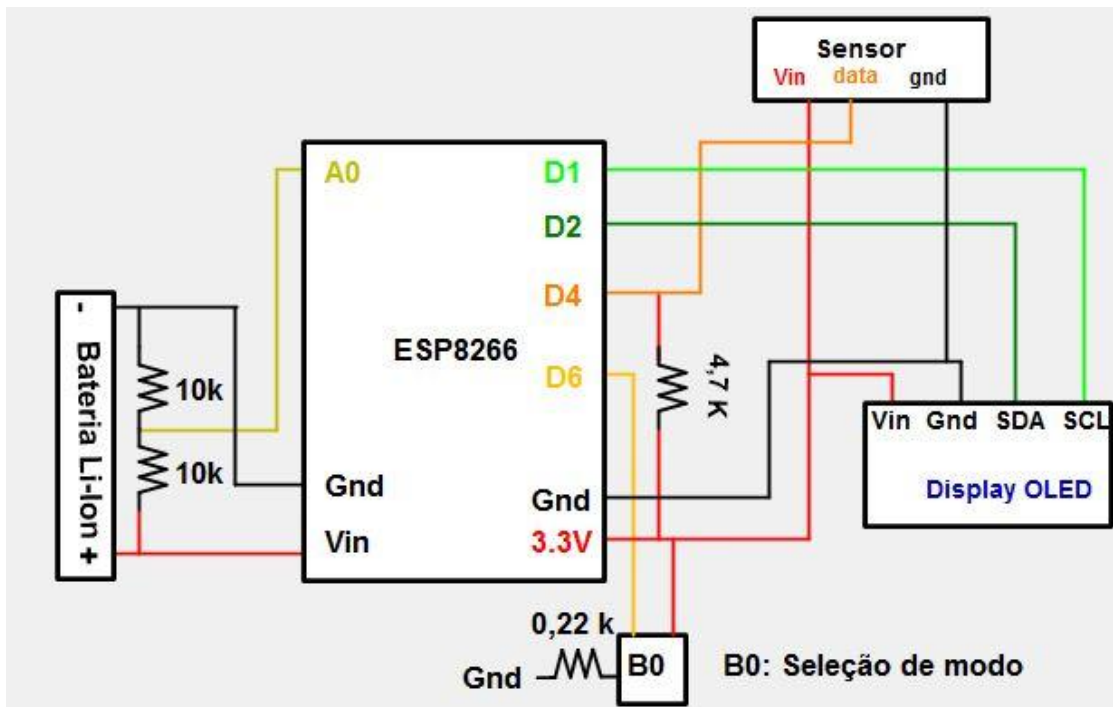 Sensor
Vin data gnd
A0
D1
D2
D4
ESP8266
D6
Gnd
Vin
Gnd
3.3V
- Bateria Li-Ion +
10k
10k
4,7 K
Vin Gnd SDA SCL
Display OLED
0,22 k
Gnd
B0
B0: Seleção de modo